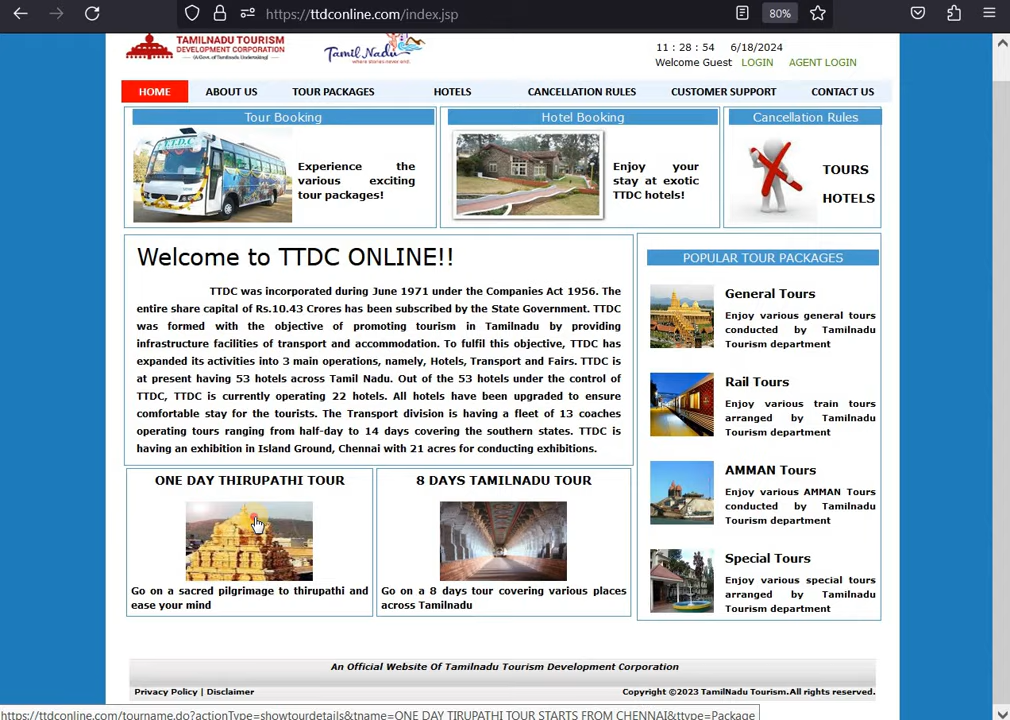 https://ttdconline.com/index.jsp
80%
TAMILNADU TOURISM
DEVELOPMENT CORPORATION
Tamil Nadu
where stories never end.
11 : 28 : 54 6/18/2024
Welcome Guest LOGIN AGENT LOGIN
HOME ABOUT US TOUR PACKAGES HOTELS CANCELLATION RULES CUSTOMER SUPPORT CONTACT US
Tour Booking
Experience the
various exciting
tour packages!
Hotel Booking
Enjoy your
stay at exotic
TTDC hotels!
Cancellation Rules
TOURS
HOTELS
Welcome to TTDC ONLINE!!
TTDC was incorporated during June 1971 under the Companies Act 1956. The
entire share capital of Rs.10.43 Crores has been subscribed by the State Government. TTDC
was formed with the objective of promoting tourism in Tamilnadu by providing
infrastructure facilities of transport and accommodation. To fulfil this objective, TTDC has
expanded its activities into 3 main operations, namely, Hotels, Transport and Fairs. TTDC is
at present having 53 hotels across Tamil Nadu. Out of the 53 hotels under the control of
TTDC, TTDC is currently operating 22 hotels. All hotels have been upgraded to ensure
comfortable stay for the tourists. The Transport division is having a fleet of 13 coaches
operating tours ranging from half-day to 14 days covering the southern states. TTDC is
having an exhibition in Island Ground, Chennai with 21 acres for conducting exhibitions.
POPULAR TOUR PACKAGES
General Tours
Enjoy various general tours
conducted by Tamilnadu
Tourism department
Rail Tours
Enjoy various train tours
arranged by Tamilnadu
Tourism department
AMMAN Tours
Enjoy various AMMAN Tours
conducted by Tamilnadu
Tourism department
Special Tours
Enjoy various special tours
arranged by Tamilnadu
Tourism department
ONE DAY THIRUPATHI TOUR
Go on a sacred pilgrimage to thirupathi and
ease your mind
8 DAYS TAMILNADU TOUR
Go on a 8 days tour covering various places
across Tamilnadu
An Official Website Of Tamilnadu Tourism Development Corporation
Privacy Policy | Disclaimer
Copyright ©2023 TamilNadu Tourism.All rights reserved.
https://ttdconline.com/tourname.do?actionType=showtourdetails&tname=ONE DAY TIRUPATHI TOUR STARTS FROM CHENNAI&ttype=Package